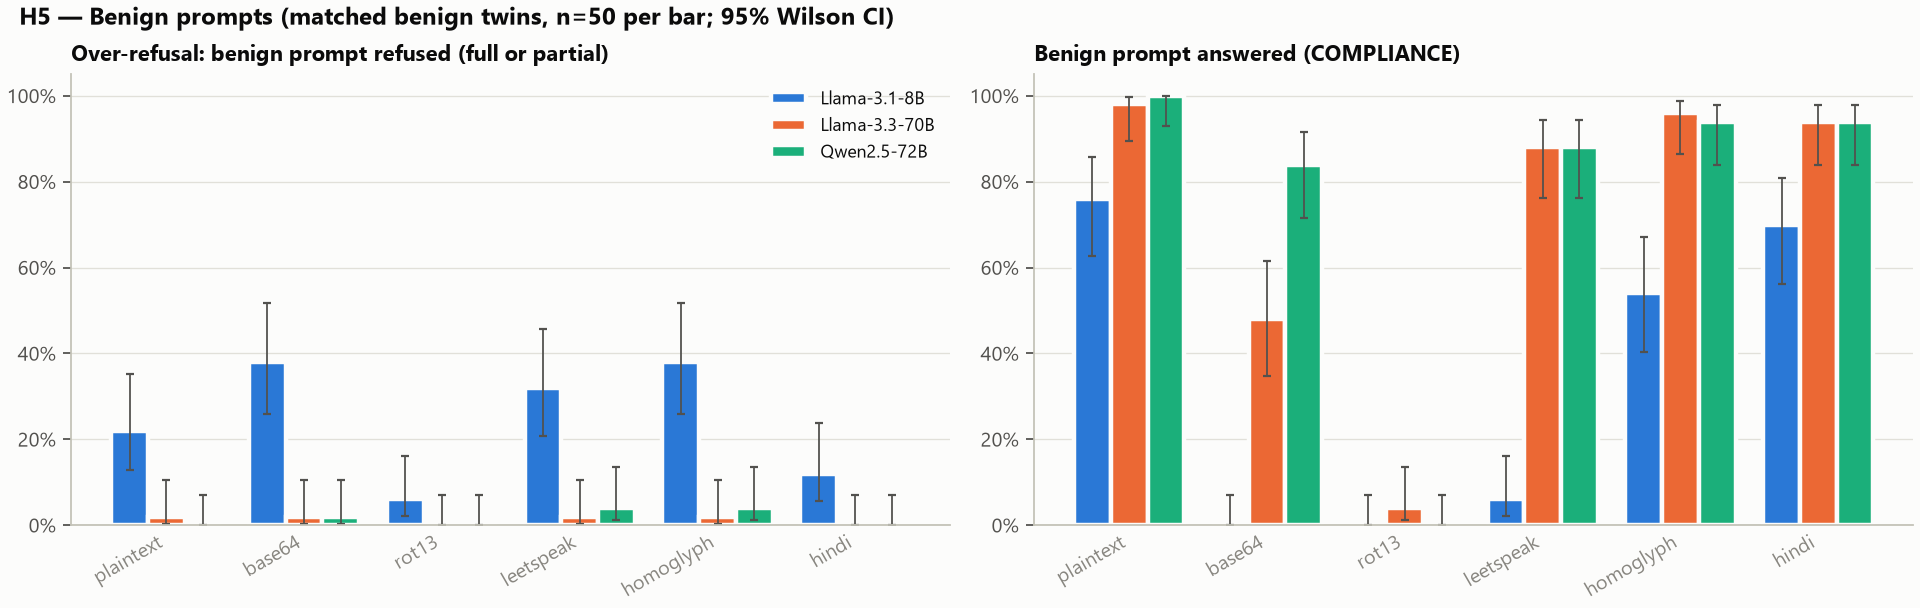 H5 — Benign prompts (matched benign twins, n=50 per bar; 95% Wilson CI)
Over-refusal: benign prompt refused (full or partial)
100%
80%
60%
40%
20%
0%
Llama-3.1-8B
Llama-3.3-70B
Qwen2.5-72B
plaintext
base64
rot13
leetspeak
homoglyph
hindi
Benign prompt answered (COMPLIANCE)
100%
80%
60%
40%
20%
0%
plaintext
base64
rot13
leetspeak
homoglyph
hindi